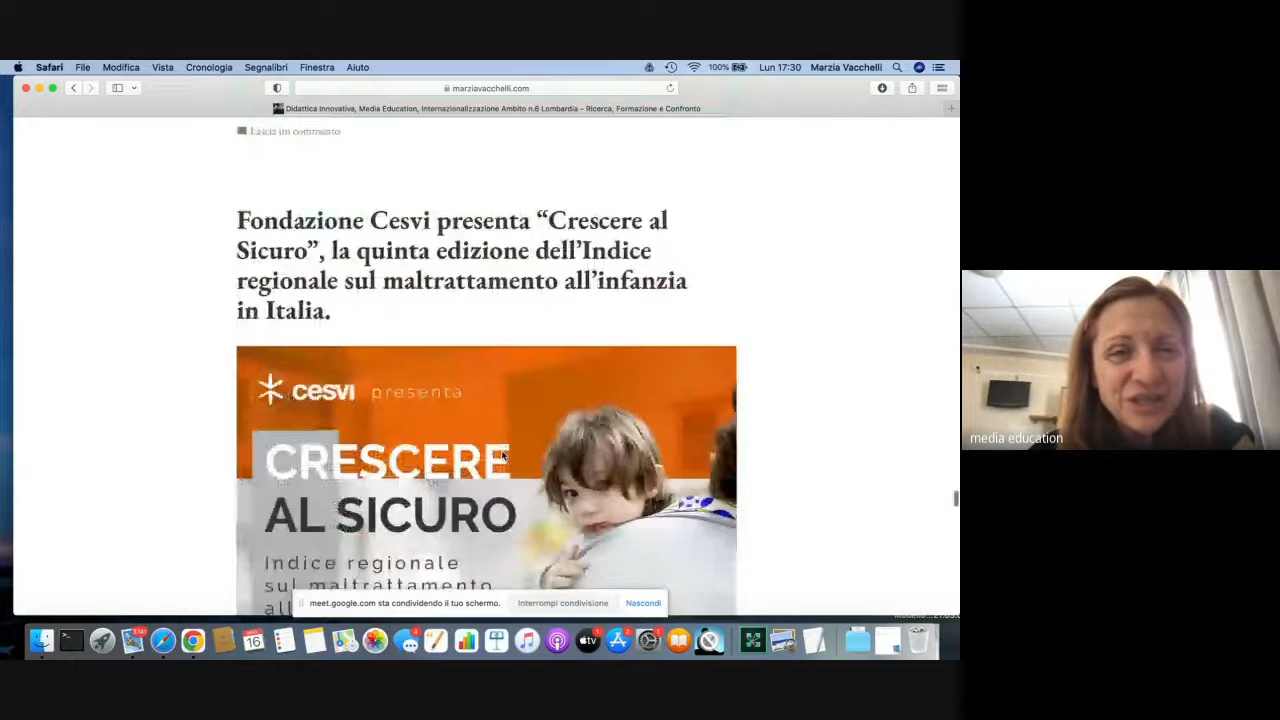 Safari File Modifica Vista Cronologia Segnalibri Finestra Aiuto 100% Lun 17:30 Marzia Vacchelli
marziavacchelli.com
Didattica Innovativa, Media Education, Internazionalizzazione Ambito n.6 Lombardia – Ricerca, Formazione e Confronto
Lascia un commento
Fondazione Cesvi presenta “Crescere al
Sicuro”, la quinta edizione dell’Indice
regionale sul maltrattamento all’infanzia
in Italia.
cesvi presenta
CRESCERE
AL SICURO
Indice regionale
sul maltrattamento
media education
meet.google.com sta condividendo il tuo schermo. Interrompi condivisione Nascondi
16